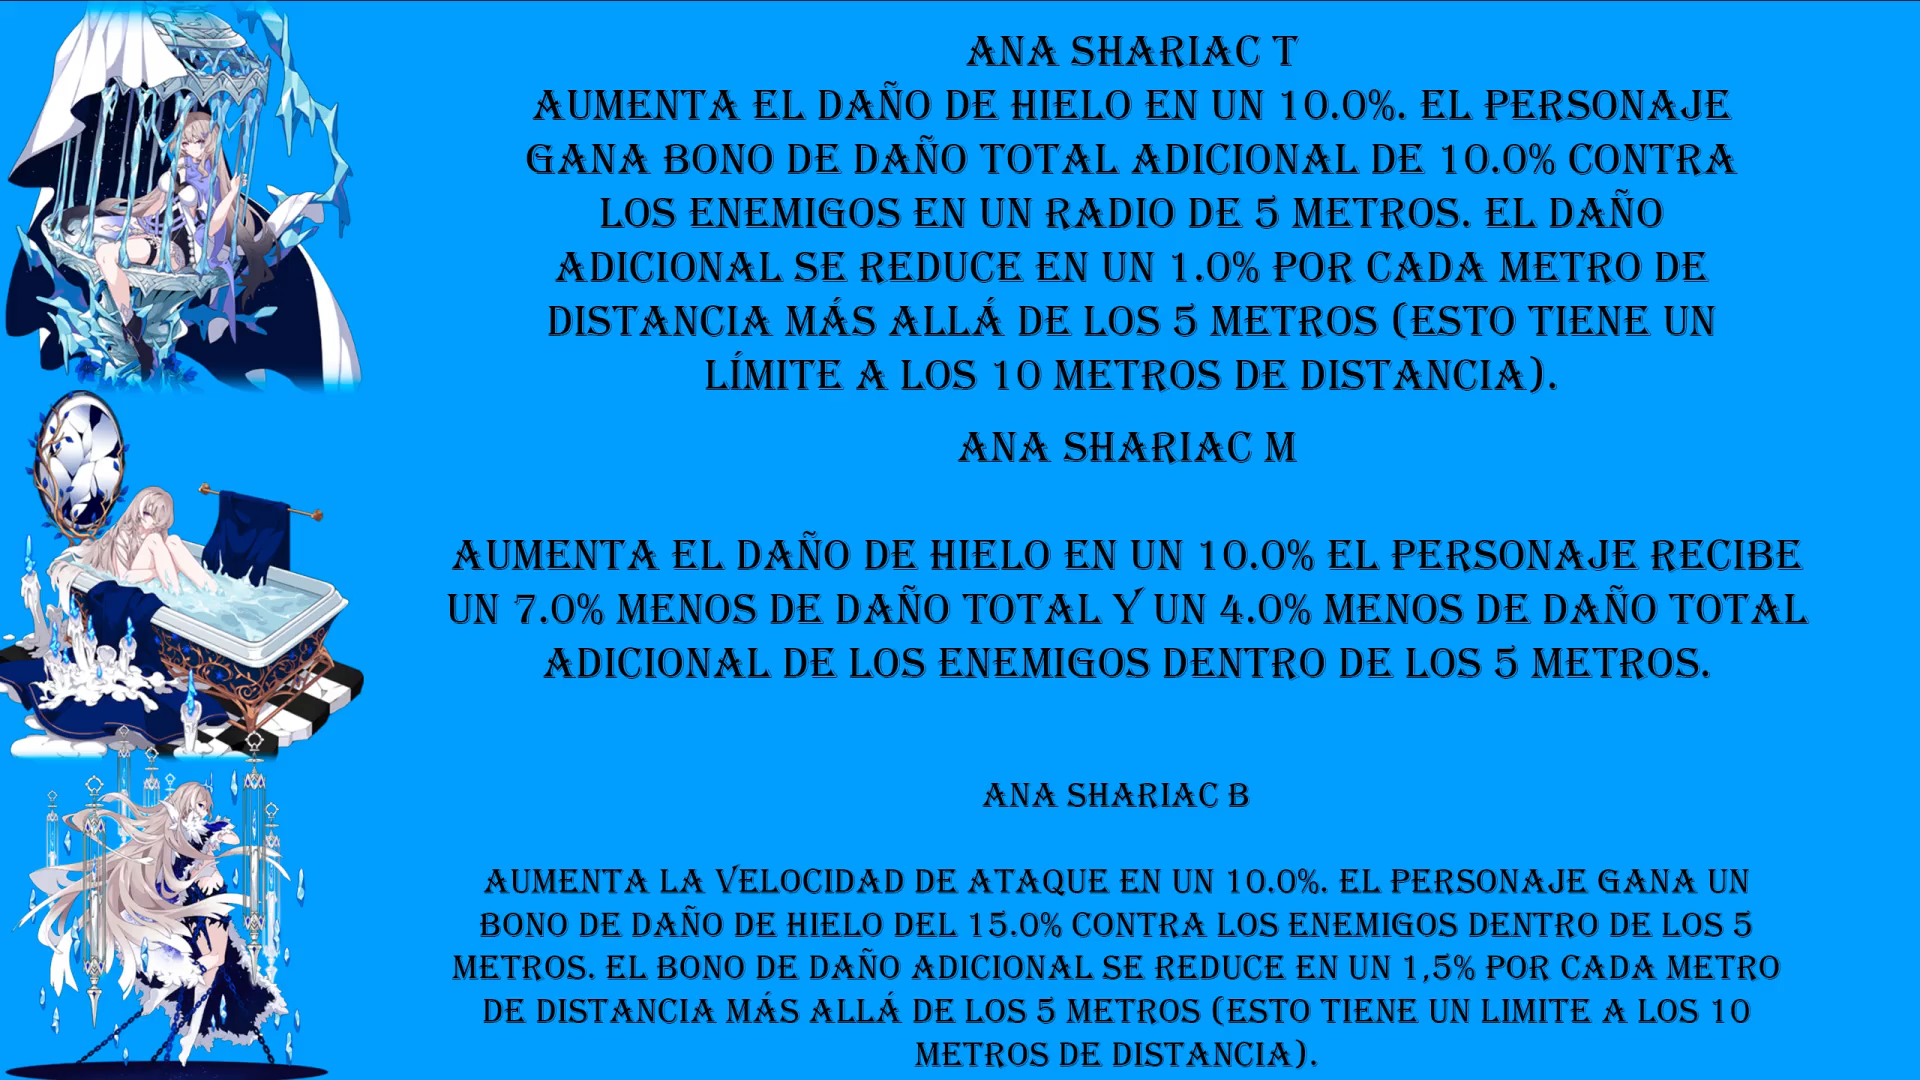 ANA SHARIAC T
AUMENTA EL DAÑO DE HIELO EN UN 10.0%. EL PERSONAJE
GANA BONO DE DAÑO TOTAL ADICIONAL DE 10.0% CONTRA
LOS ENEMIGOS EN UN RADIO DE 5 METROS. EL DAÑO
ADICIONAL SE REDUCE EN UN 1.0% POR CADA METRO DE
DISTANCIA MÁS ALLÁ DE LOS 5 METROS (ESTO TIENE UN
LÍMITE A LOS 10 METROS DE DISTANCIA).
ANA SHARIAC M
AUMENTA EL DAÑO DE HIELO EN UN 10.0% EL PERSONAJE RECIBE
UN 7.0% MENOS DE DAÑO TOTAL Y UN 4.0% MENOS DE DAÑO TOTAL
ADICIONAL DE LOS ENEMIGOS DENTRO DE LOS 5 METROS.
ANA SHARIAC B
AUMENTA LA VELOCIDAD DE ATAQUE EN UN 10.0%. EL PERSONAJE GANA UN
BONO DE DAÑO DE HIELO DEL 15.0% CONTRA LOS ENEMIGOS DENTRO DE LOS 5
METROS. EL BONO DE DAÑO ADICIONAL SE REDUCE EN UN 1,5% POR CADA METRO
DE DISTANCIA MÁS ALLÁ DE LOS 5 METROS (ESTO TIENE UN LIMITE A LOS 10
METROS DE DISTANCIA).